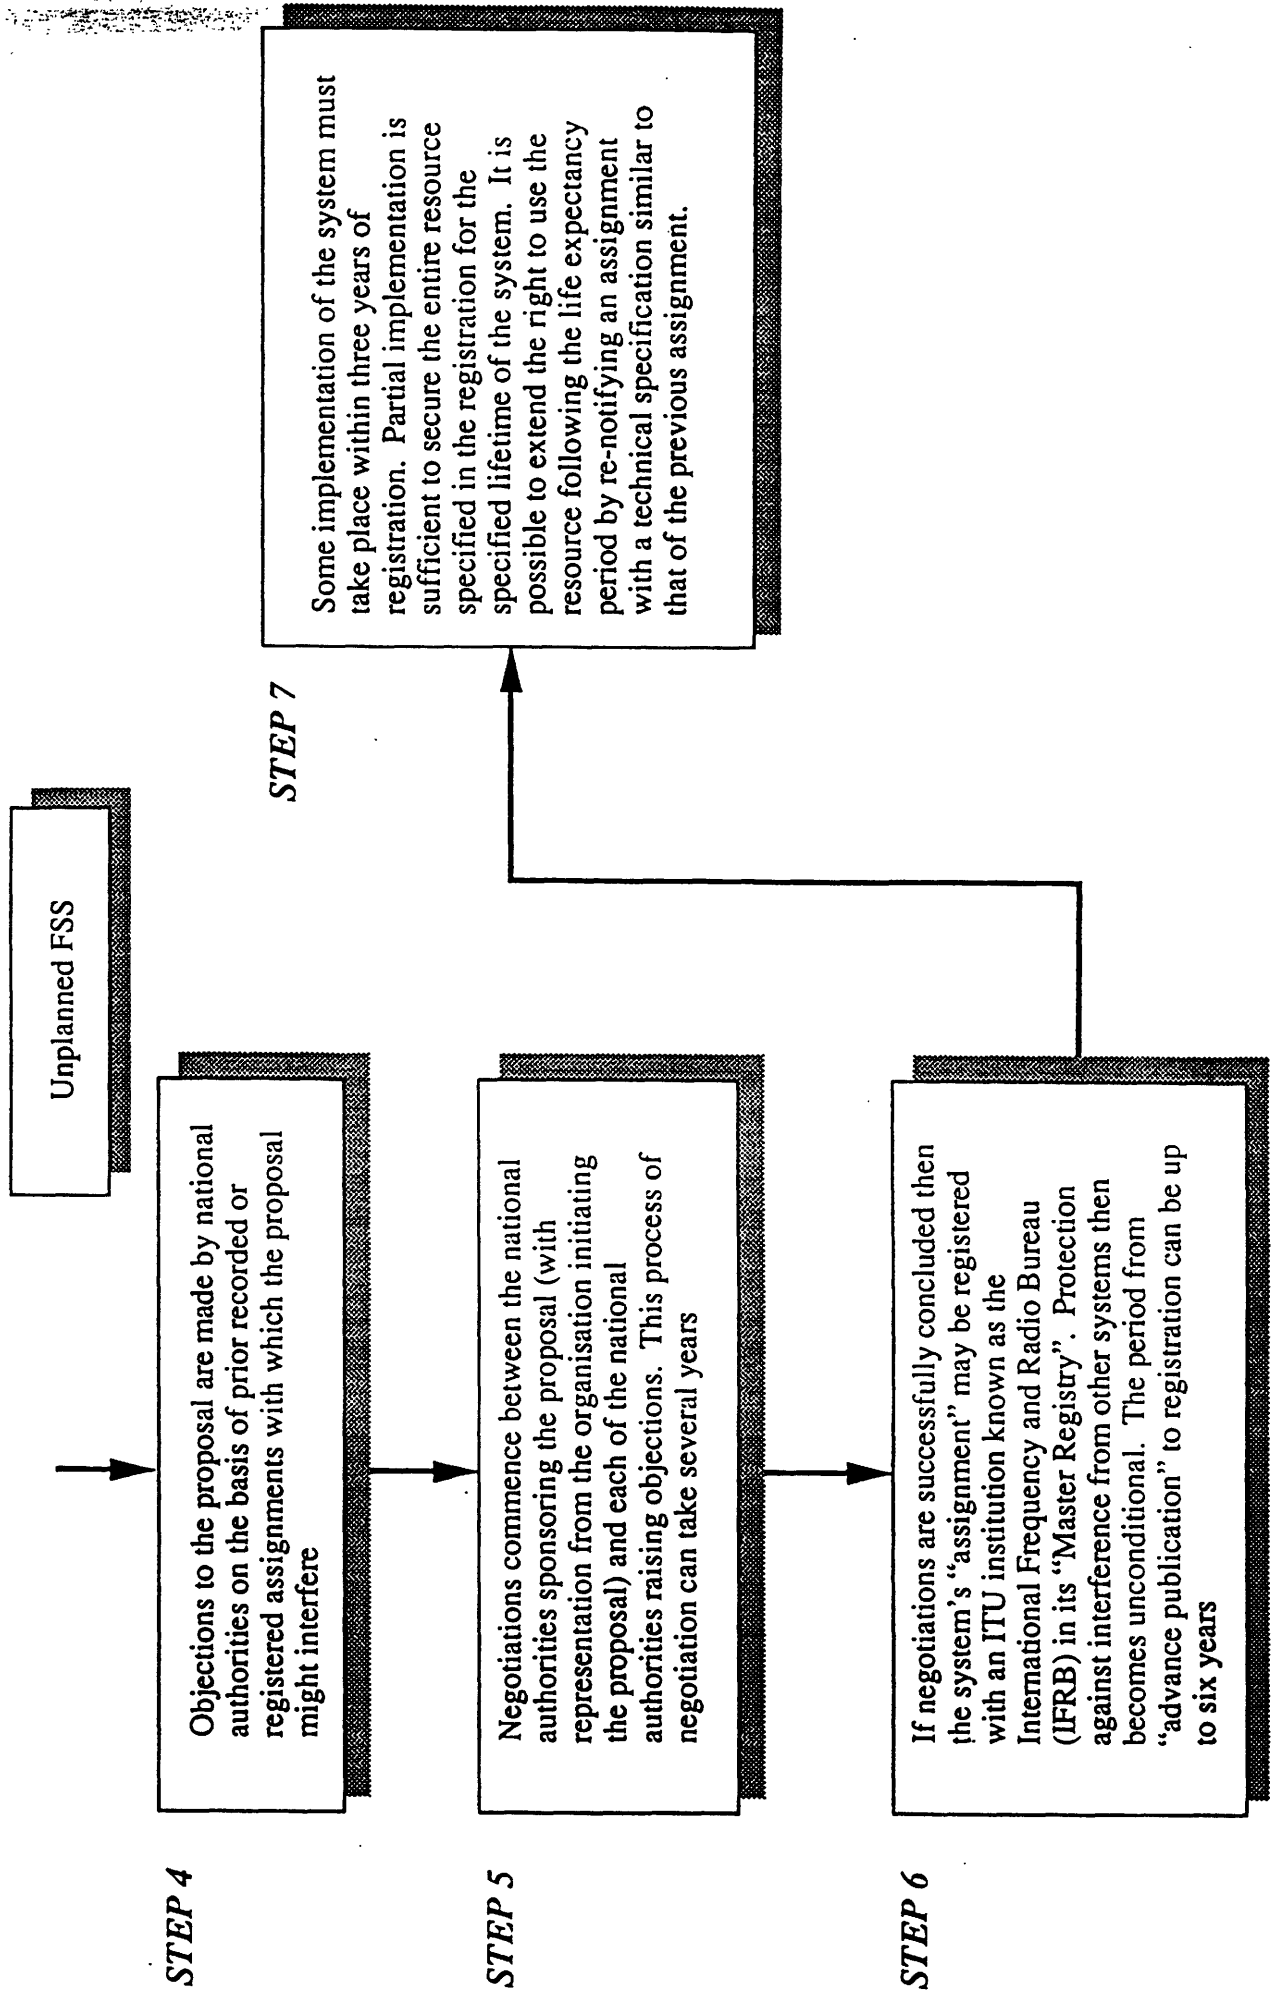 Unplanned FSS
STEP 4
Objections to the proposal are made by national
authorities on the basis of prior recorded or
registered assignments with which the proposal
might interfere
STEP 5
Negotiations commence between the national
authorities sponsoring the proposal (with
representation from the organisation initiating
the proposal) and each of the national
authorities raising objections. This process of
negotiation can take several years
STEP 6
If negotiations are successfully concluded then
the system's “assignment” may be registered
with an ITU institution known as the
International Frequency and Radio Bureau
(IFRB) in its “Master Registry”. Protection
against interference from other systems then
becomes unconditional. The period from
“advance publication” to registration can be up
to six years
STEP 7
Some implementation of the system must
take place within three years of
registration. Partial implementation is
sufficient to secure the entire resource
specified in the registration for the
specified lifetime of the system. It is
possible to extend the right to use the
resource following the life expectancy
period by re-notifying an assignment
with a technical specification similar to
that of the previous assignment.